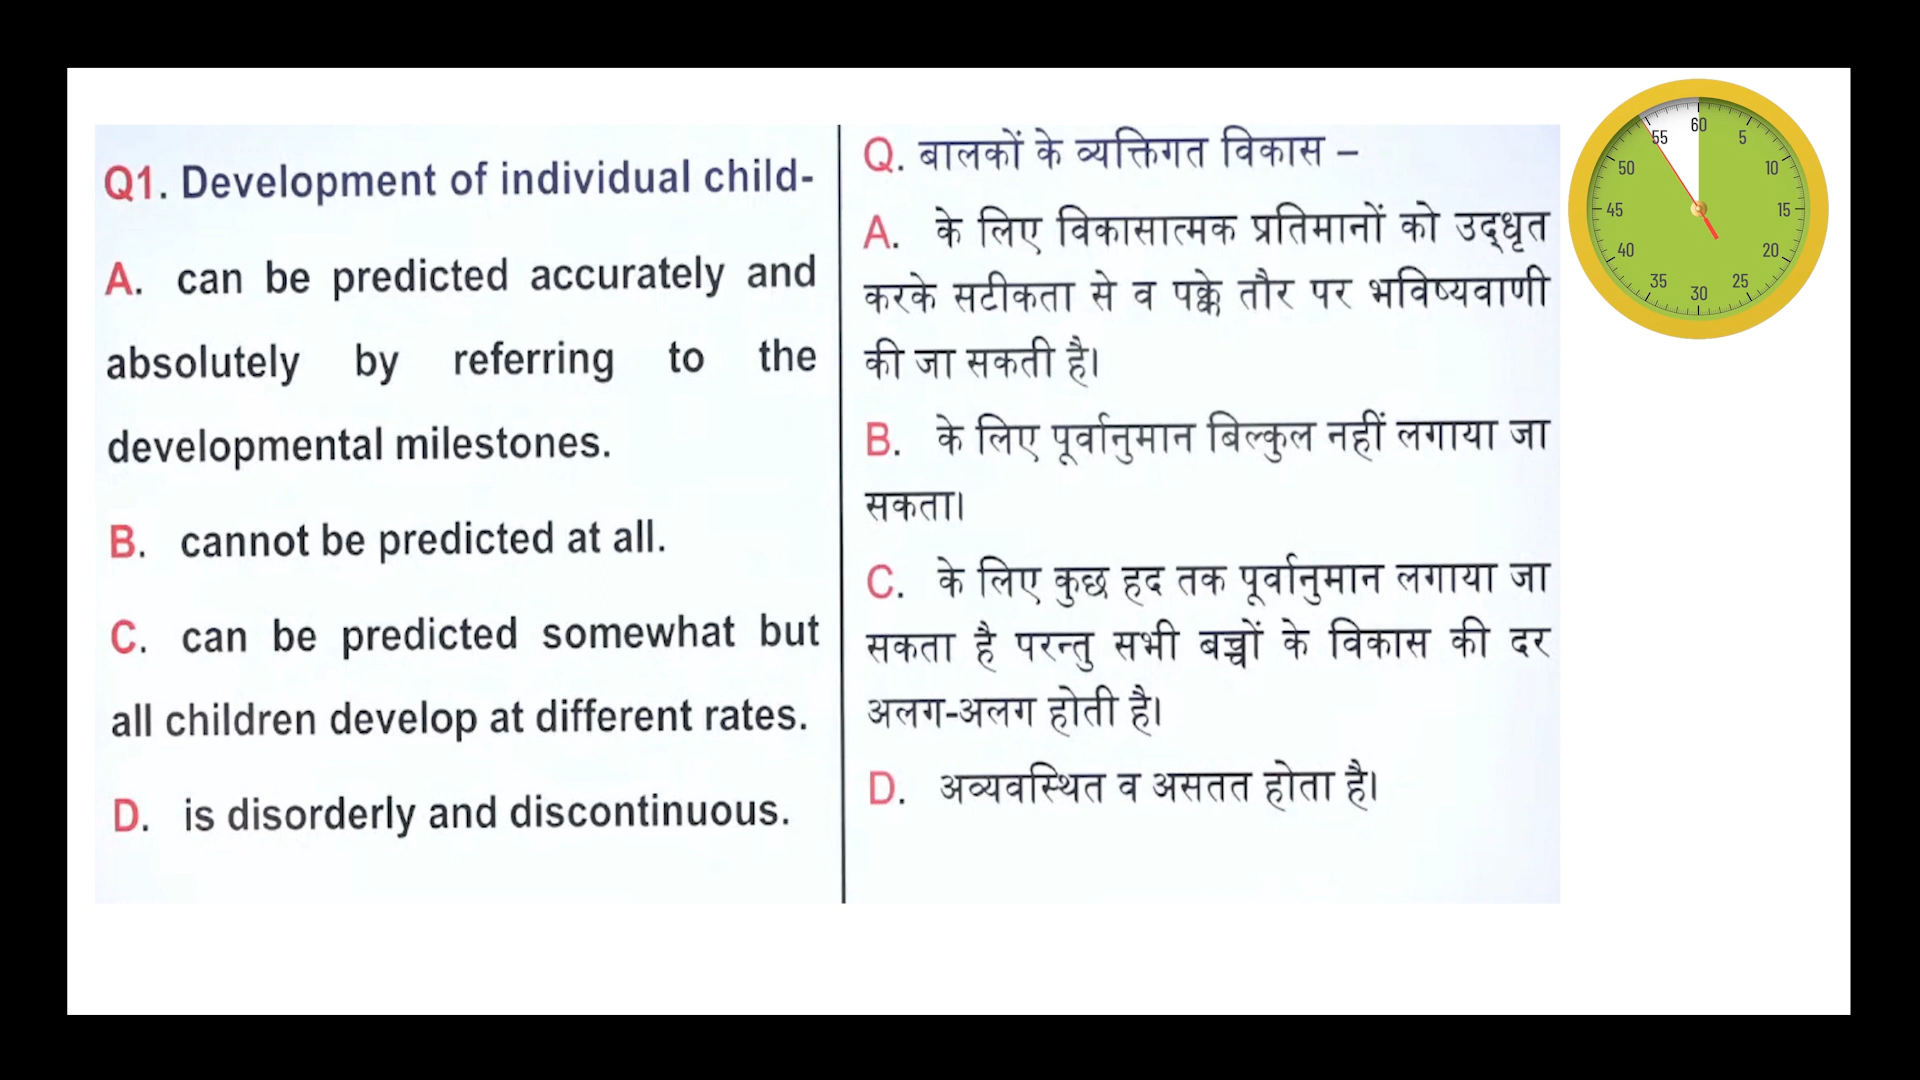 Q1. Development of individual child-
A. can be predicted accurately and
absolutely by referring to the
developmental milestones.
B. cannot be predicted at all.
C. can be predicted somewhat but
all children develop at different rates.
D. is disorderly and discontinuous.
Q. बालकों के व्यक्तिगत विकास –
A. के लिए विकासात्मक प्रतिमानों को उद्धृत
करके सटीकता से व पक्के तौर पर भविष्यवाणी
की जा सकती है।
B. के लिए पूर्वानुमान बिल्कुल नहीं लगाया जा
सकता।
C. के लिए कुछ हद तक पूर्वानुमान लगाया जा
सकता है परन्तु सभी बच्चों के विकास की दर
अलग-अलग होती है।
D. अव्यवस्थित व असतत होता है।
60
5
10
15
20
25
30
35
40
45
50
55